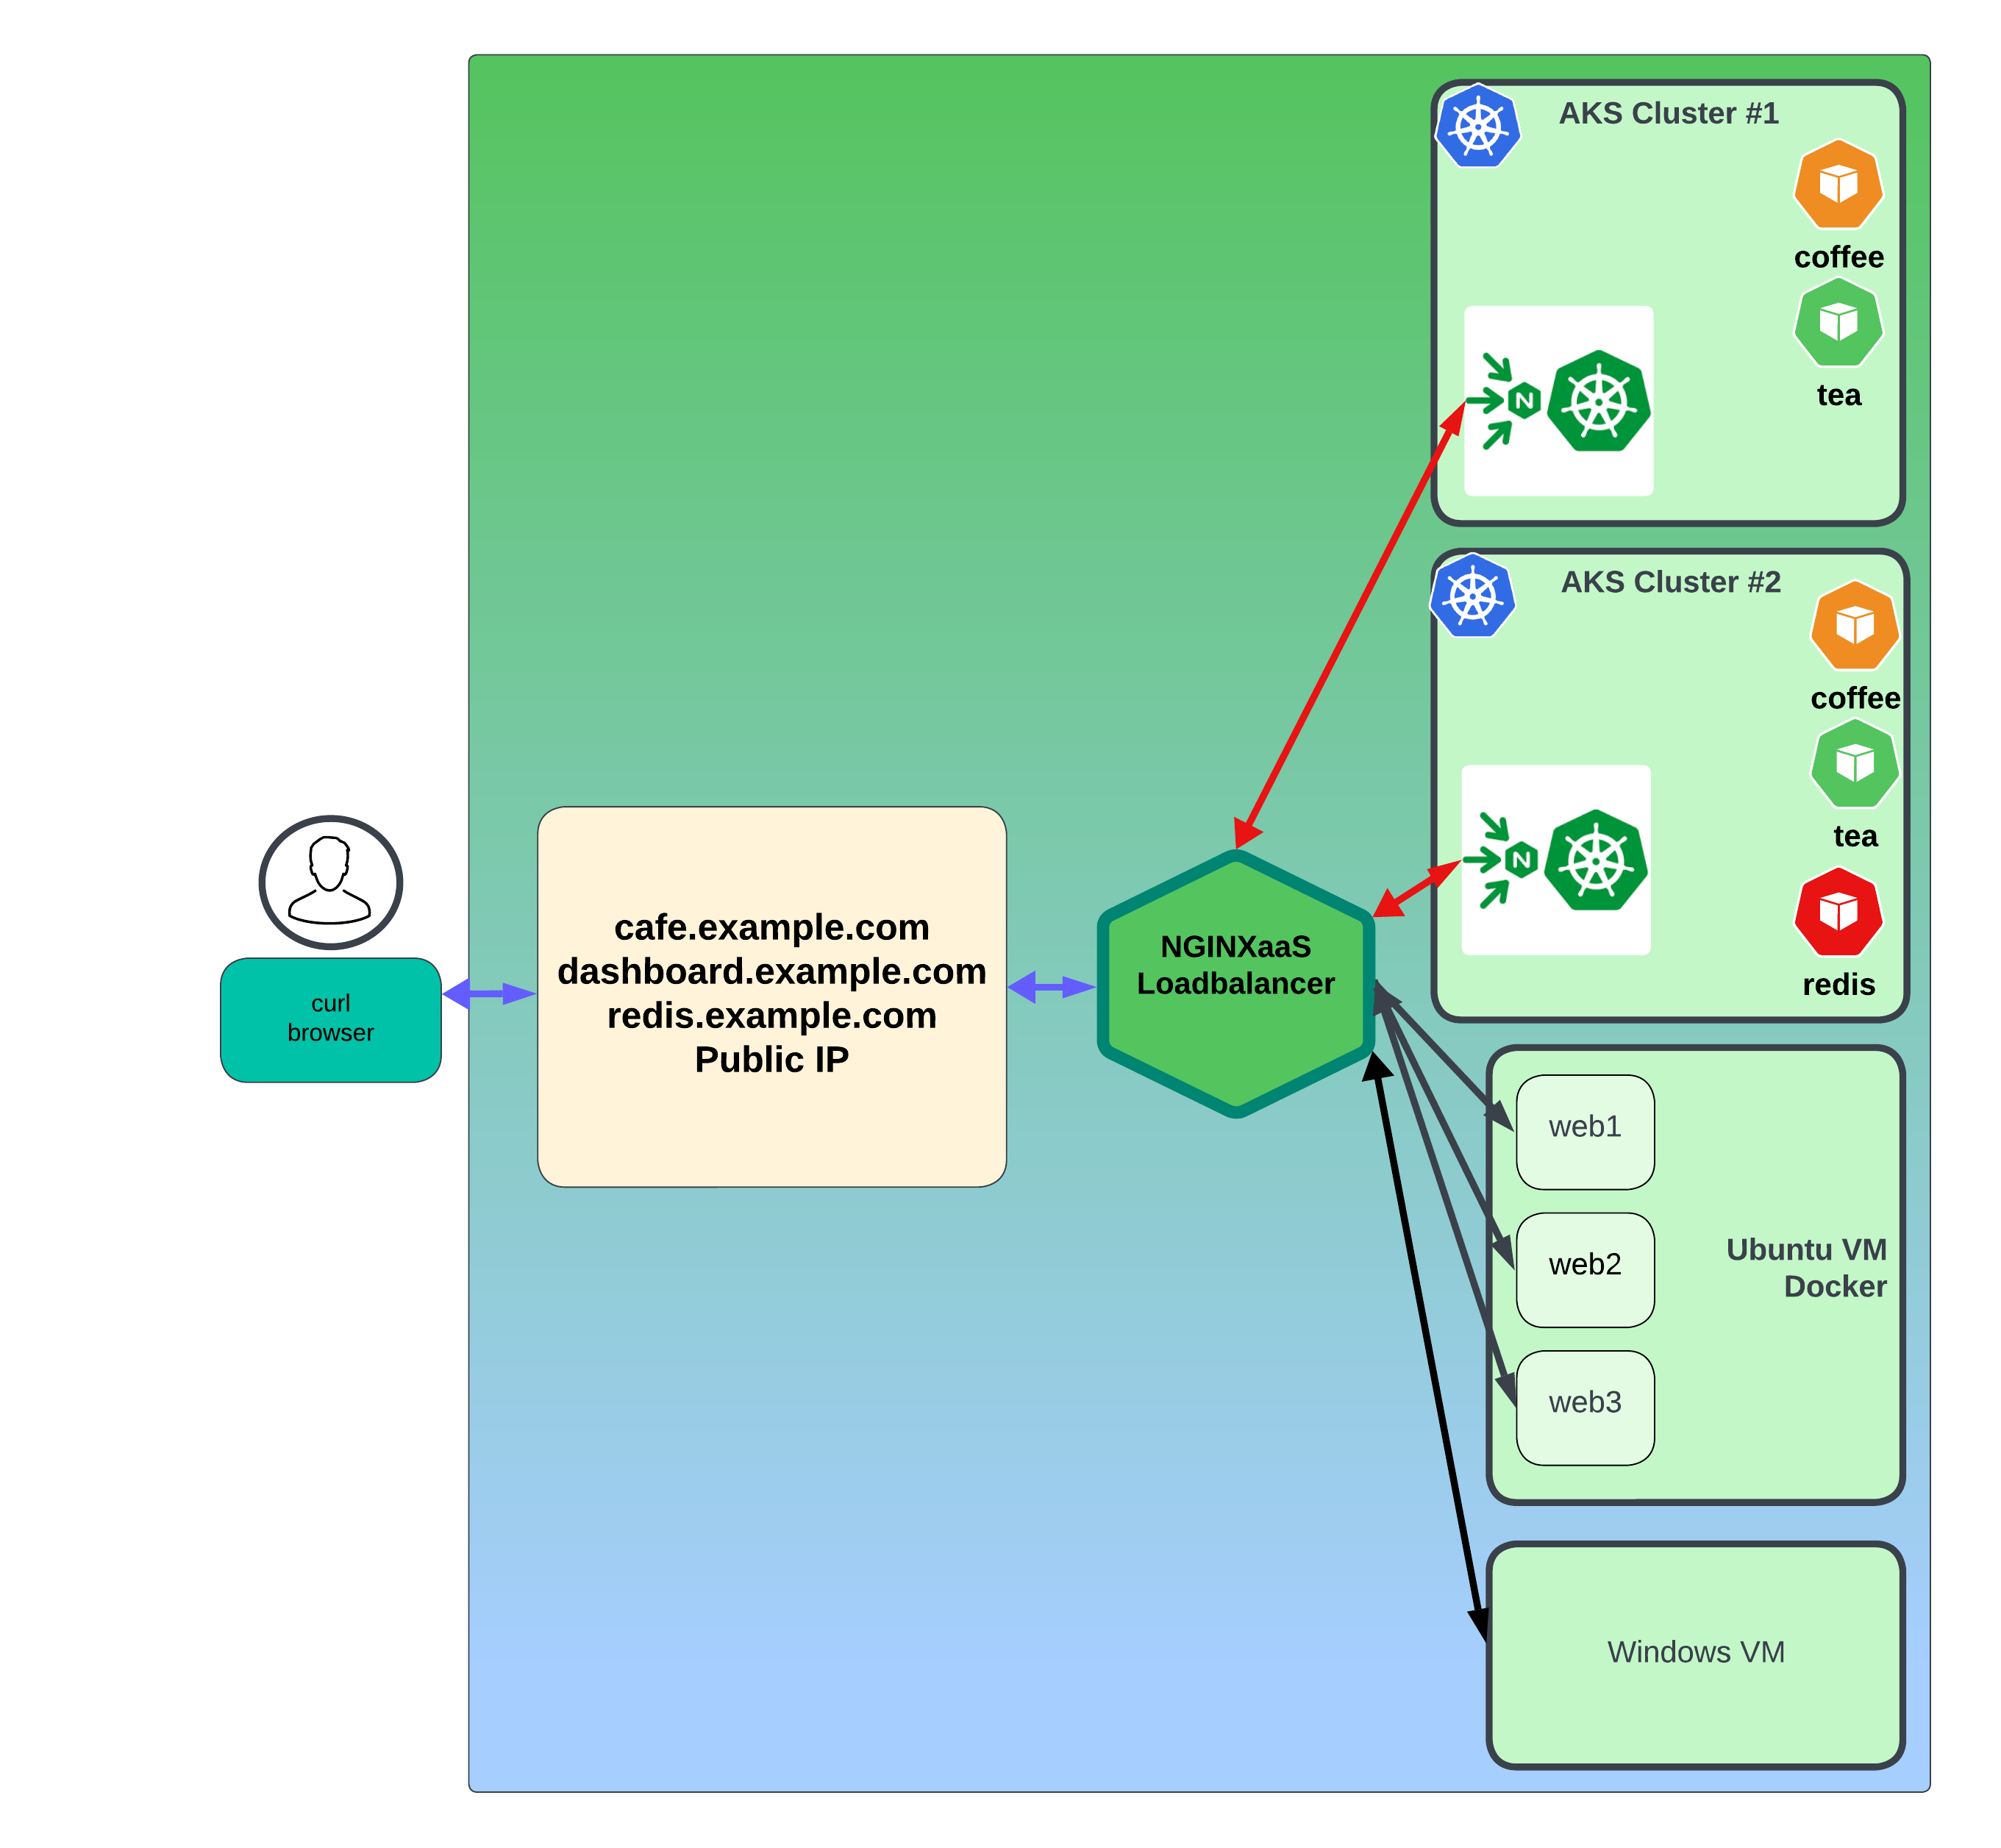 AKS Cluster #1
coffee
tea
N
AKS Cluster #2
coffee
tea
N
redis
curl
browser
cafe.example.com
dashboard.example.com
redis.example.com
Public IP
NGINXaaS
Loadbalancer
web1
web2
web3
Ubuntu VM
Docker
Windows VM